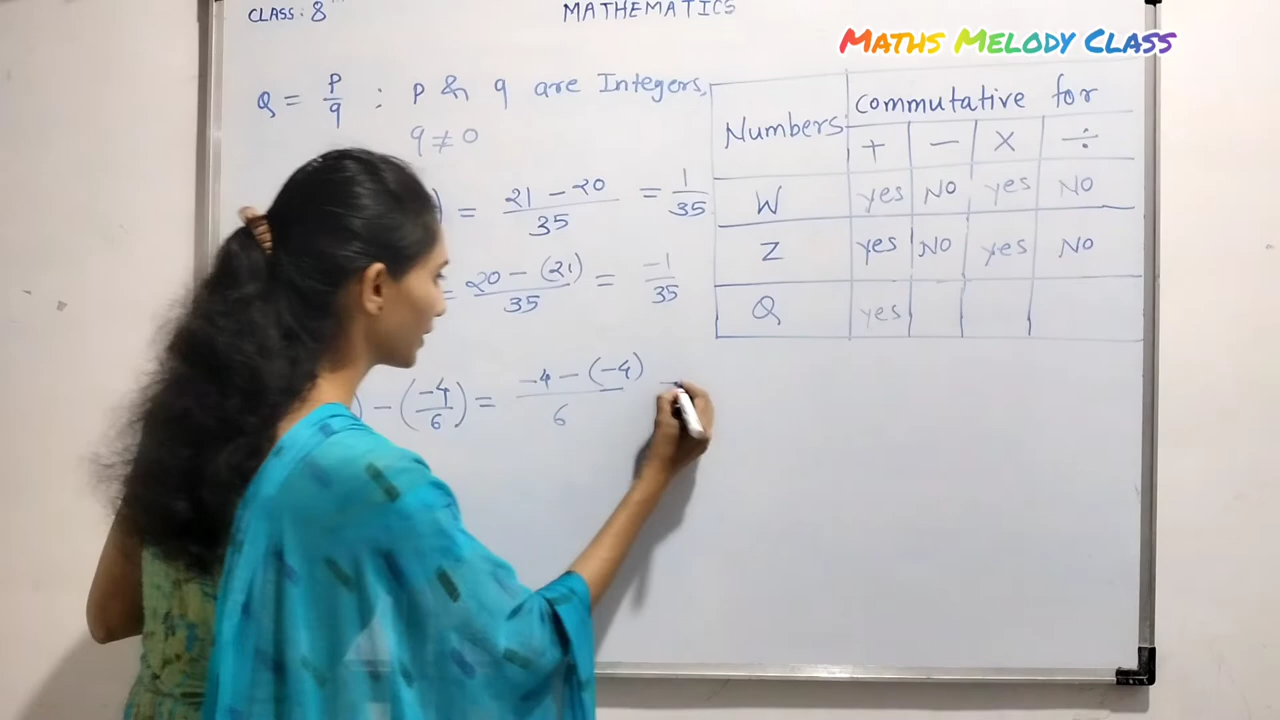 CLASS: 8
MATHEMATICS
MATHS MELODY CLASS
Q = p/q ; p & q are Integers,
q ≠ 0
) = 21 - 20/35 = 1/35
= 20 - (21)/35 = -1/35
) - (-4/6) = -4 - (-4)/6
Numbers Commutative for
+ - × ÷
W yes NO yes NO
Z yes NO yes NO
Q yes